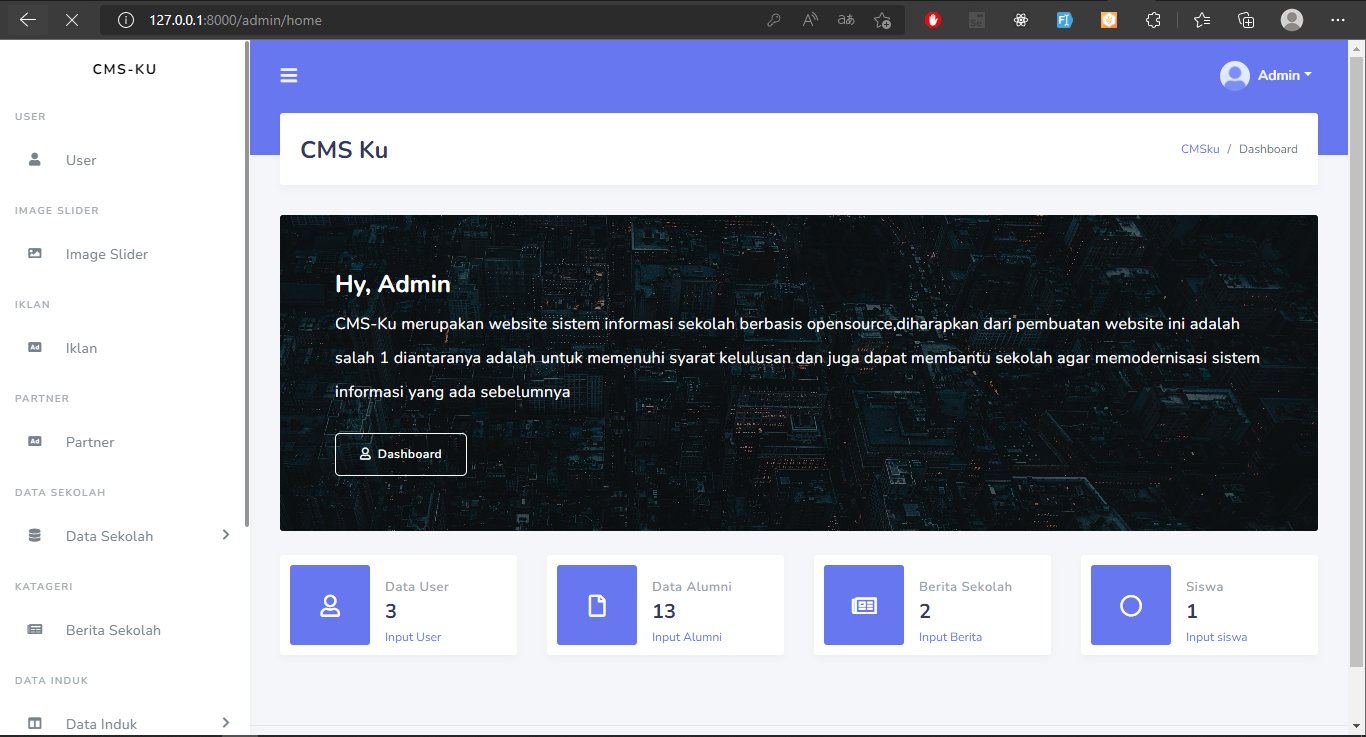 127.0.0.1:8000/admin/home
CMS-KU
USER
User
IMAGE SLIDER
Image Slider
IKLAN
Ad Iklan
PARTNER
Ad Partner
DATA SEKOLAH
Data Sekolah
KATAGERI
Berita Sekolah
DATA INDUK
Data Induk
Admin
CMS Ku
CMSku / Dashboard
Hy, Admin
CMS-Ku merupakan website sistem informasi sekolah berbasis opensource,diharapkan dari pembuatan website ini adalah
salah 1 diantaranya adalah untuk memenuhi syarat kelulusan dan juga dapat membantu sekolah agar memodernisasi sistem
informasi yang ada sebelumnya
Dashboard
Data User
3
Input User
Data Alumni
13
Input Alumni
Berita Sekolah
2
Input Berita
Siswa
1
Input siswa